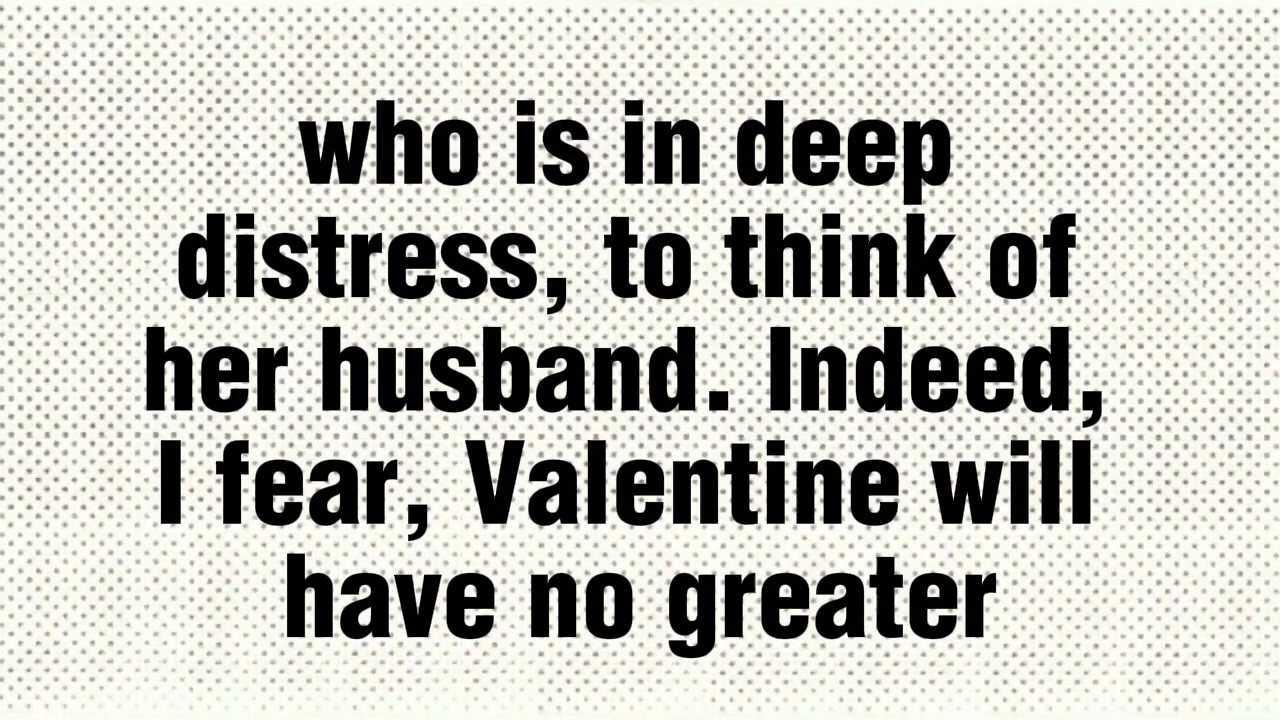 who is in deep
distress, to think of
her husband. Indeed,
I fear, Valentine will
have no greater